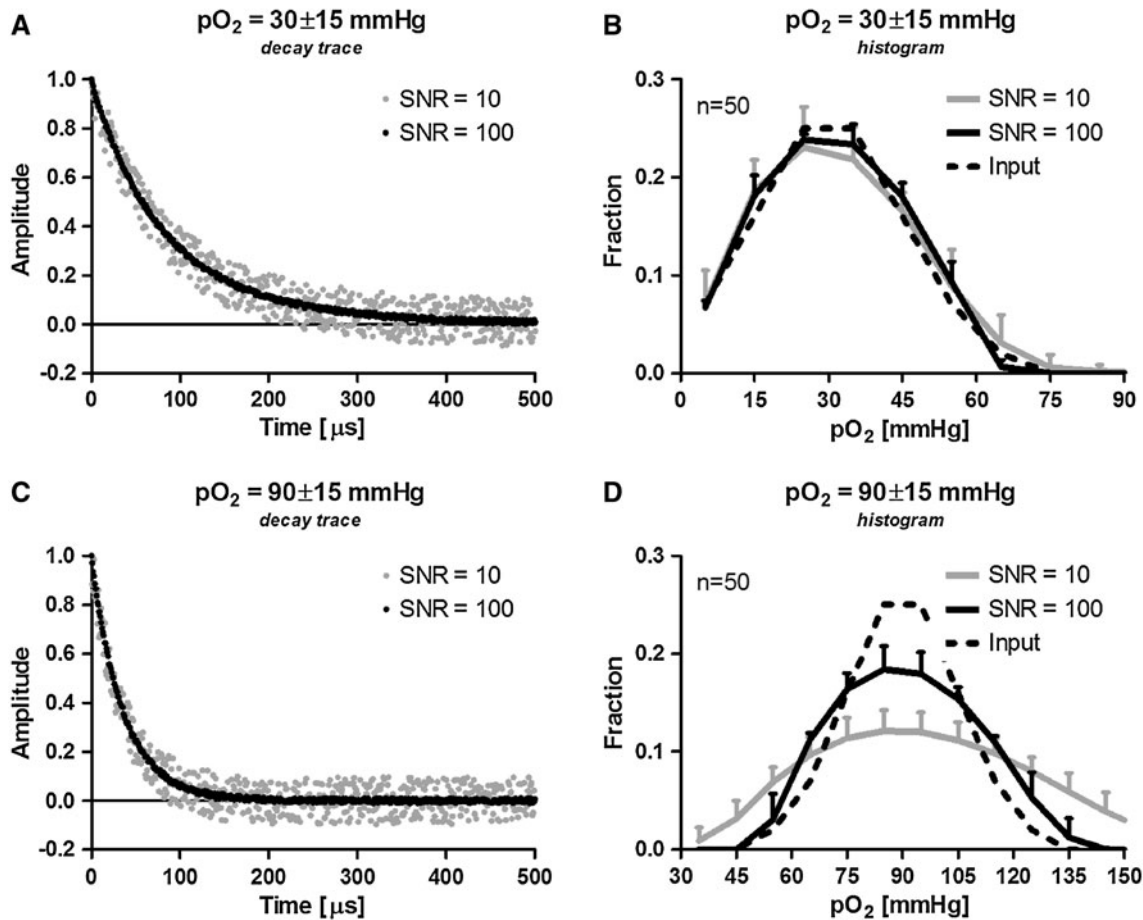 A
pO₂ = 30±15 mmHg
decay trace
1.0
0.8
0.6
0.4
0.2
0.0
-0.2
Amplitude
SNR = 10
SNR = 100
0
100
200
300
400
500
Time [ μs]
B
pO₂ = 30±15 mmHg
histogram
0.3
0.2
0.1
0.0
Fraction
n=50
SNR = 10
SNR = 100
Input
0
15
30
45
60
75
90
pO₂ [mmHg]
C
pO₂ = 90±15 mmHg
decay trace
1.0
0.8
0.6
0.4
0.2
0.0
-0.2
Amplitude
SNR = 10
SNR = 100
0
100
200
300
400
500
Time [ μs]
D
pO₂ = 90±15 mmHg
histogram
0.3
0.2
0.1
0.0
Fraction
n=50
SNR = 10
SNR = 100
Input
30
45
60
75
90
105
120
135
150
pO₂ [mmHg]